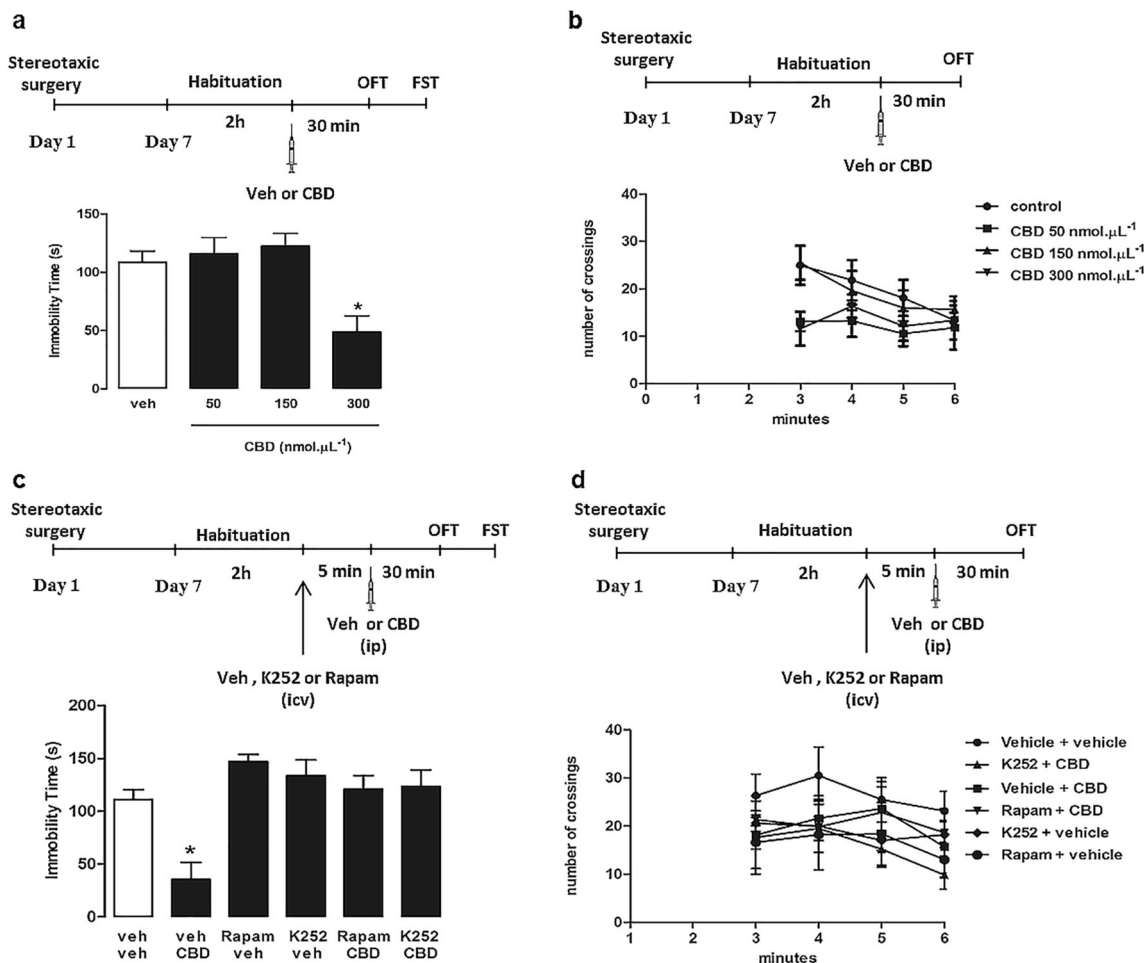 a
Stereotaxic
surgery
Habituation
OFT
FST
Day 1
Day 7
2h
30 min
Veh or CBD
Immobility Time (s)
150
100
50
0
veh
50
150
300
*
CBD (nmol.µL⁻¹)
b
Stereotaxic
surgery
Habituation
OFT
Day 1
Day 7
2h
30 min
Veh or CBD
number of crossings
40
30
20
10
0
0 1 2 3 4 5 6
minutes
control
CBD 50 nmol.µL⁻¹
CBD 150 nmol.µL⁻¹
CBD 300 nmol.µL⁻¹
c
Stereotaxic
surgery
Habituation
OFT
FST
Day 1
Day 7
2h
5 min
30 min
Veh or CBD
(ip)
Veh , K252 or Rapam
(icv)
Immobility Time (s)
200
150
100
50
0
*
veh veh Rapam K252 Rapam K252
veh CBD veh veh CBD CBD
d
Stereotaxic
surgery
Habituation
OFT
Day 1
Day 7
2h
5 min
30 min
Veh or CBD
(ip)
Veh , K252 or Rapam
(icv)
number of crossings
40
30
20
10
0
1 2 3 4 5 6
minutes
Vehicle + vehicle
K252 + CBD
Vehicle + CBD
Rapam + CBD
K252 + vehicle
Rapam + vehicle